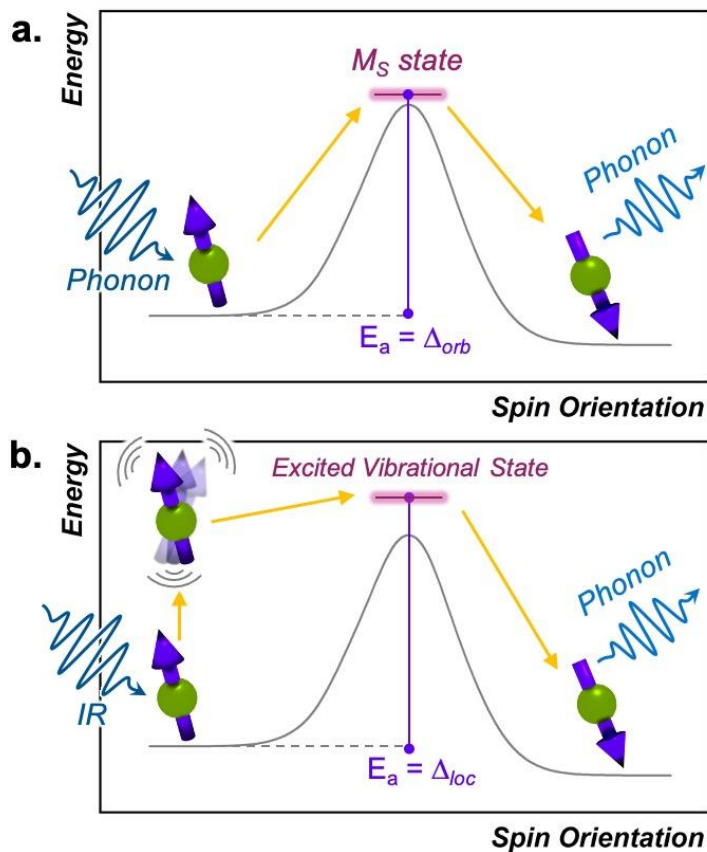 a.
Energy
M_S state
Phonon
Phonon
E_a = Δ_orb
Spin Orientation
b.
Energy
Excited Vibrational State
Phonon
IR
E_a = Δ_loc
Spin Orientation